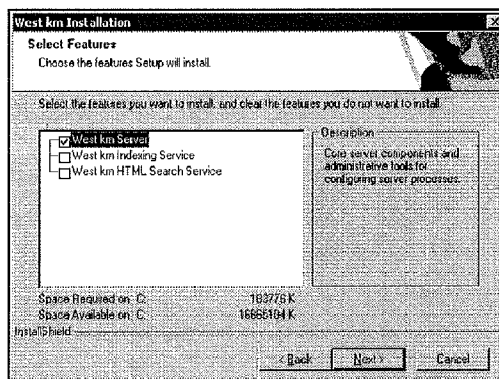 West km Installation
Select Features
Choose the features Setup will install.
Select the features you want to install, and clear the features you do not want to install.
West km Server
West km Indexing Service
West km HTML Search Service
Description
Core server components and
administrative tools for
configuring server processes.
Space Required on C: 183776 K
Space Available on C: 16665104 K
InstallShield
< Back Next > Cancel